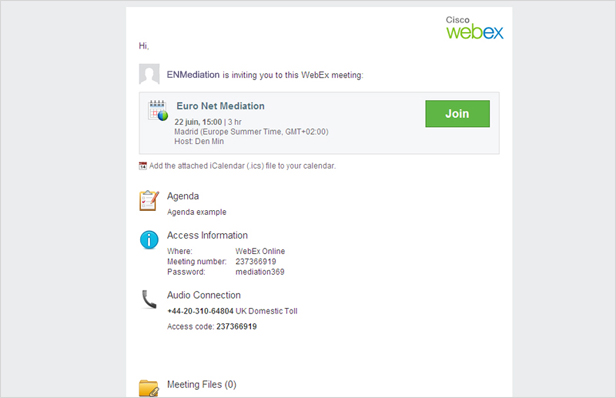 Cisco
webex
Hi,
ENMediation is inviting you to this WebEx meeting:
Euro Net Mediation
22 juin, 15:00 | 3 hr
Madrid (Europe Summer Time, GMT+02:00)
Host: Den Min
Join
Add the attached iCalendar (.ics) file to your calendar.
Agenda
Agenda example
Access Information
Where: WebEx Online
Meeting number: 237366919
Password: mediation369
Audio Connection
+44-20-310-64804 UK Domestic Toll
Access code: 237366919
Meeting Files (0)